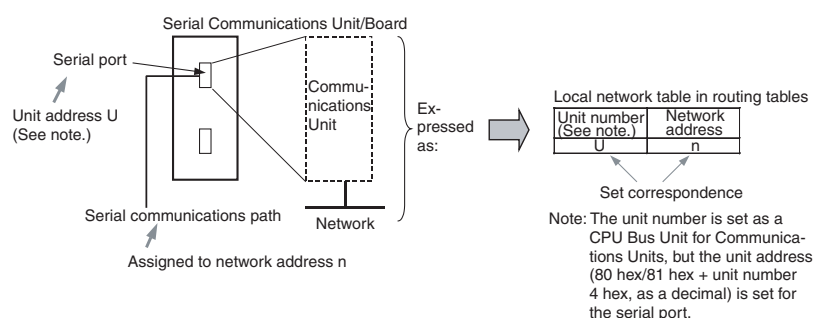 Serial Communications Unit/Board
Serial port
Unit address U
(See note.)
Commu-
nications
Unit
Ex-
pressed
as:
Local network table in routing tables
Unit number
(See note.)
Network
address
U
n
Set correspondence
Serial communications path
Network
Assigned to network address n
Note: The unit number is set as a
CPU Bus Unit for Communica-
tions Units, but the unit address
(80 hex/81 hex + unit number
4 hex, as a decimal) is set for
the serial port.